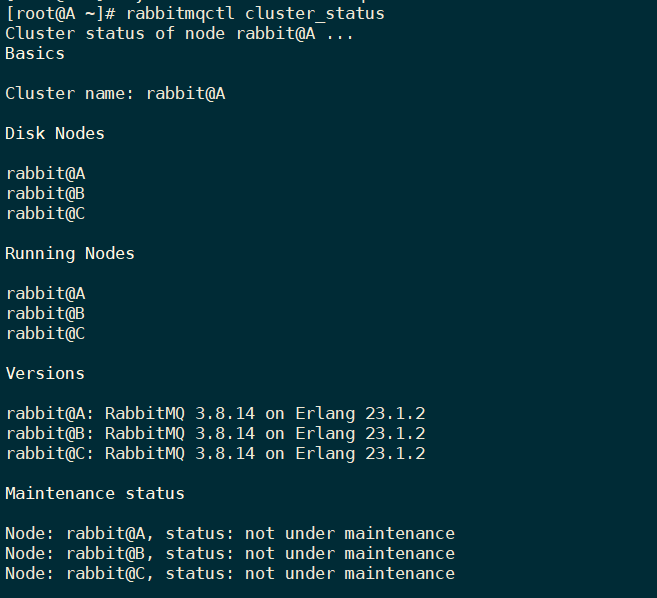 [root@A ~]# rabbitmqctl cluster_status
Cluster status of node rabbit@A ...
Basics
Cluster name: rabbit@A
Disk Nodes
rabbit@A
rabbit@B
rabbit@C
Running Nodes
rabbit@A
rabbit@B
rabbit@C
Versions
rabbit@A: RabbitMQ 3.8.14 on Erlang 23.1.2
rabbit@B: RabbitMQ 3.8.14 on Erlang 23.1.2
rabbit@C: RabbitMQ 3.8.14 on Erlang 23.1.2
Maintenance status
Node: rabbit@A, status: not under maintenance
Node: rabbit@B, status: not under maintenance
Node: rabbit@C, status: not under maintenance